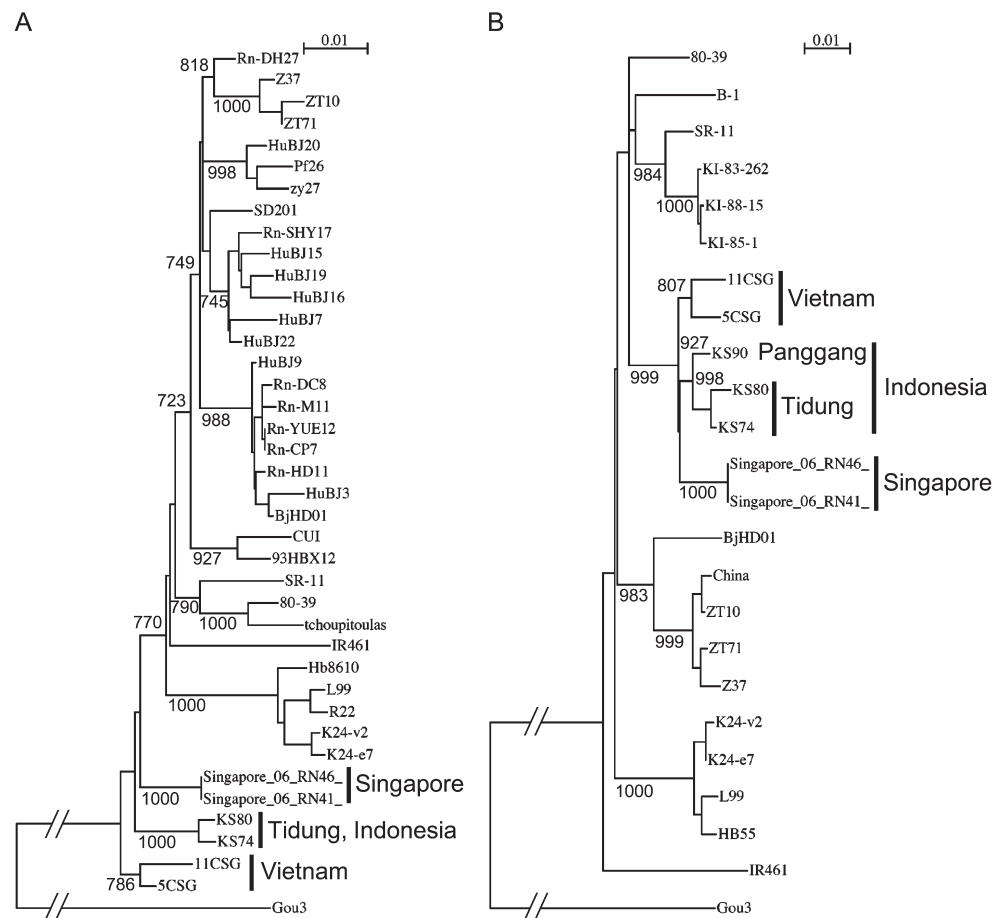 A
0.01
818
Rn-DH27
Z37
1000
ZT10
ZT71
HuBJ20
998
Pf26
zy27
SD201
Rn-SHY17
HuBJ15
749
HuBJ19
745
HuBJ16
HuBJ7
HuBJ22
HuBJ9
Rn-DC8
723
Rn-M11
988
Rn-YUE12
Rn-CP7
Rn-HD11
HuBJ3
BjHD01
CUI
927
93HBX12
SR-11
790
80-39
1000
tchoupitoulas
770
IR461
Hb8610
1000
L99
R22
K24-v2
K24-e7
Singapore_06_RN46_
Singapore
1000
Singapore_06_RN41_
KS80
Tidung, Indonesia
1000
KS74
11CSG
Vietnam
786
5CSG
Gou3
B
0.01
80-39
B-1
SR-11
984
KI-83-262
1000
KI-88-15
KI-85-1
807
11CSG
Vietnam
5CSG
927
KS90
Panggang
999
998
KS80
Indonesia
Tidung
KS74
Singapore_06_RN46_
1000
Singapore
Singapore_06_RN41_
BjHD01
983
China
ZT10
999
ZT71
Z37
K24-v2
K24-e7
1000
L99
HB55
IR461
Gou3